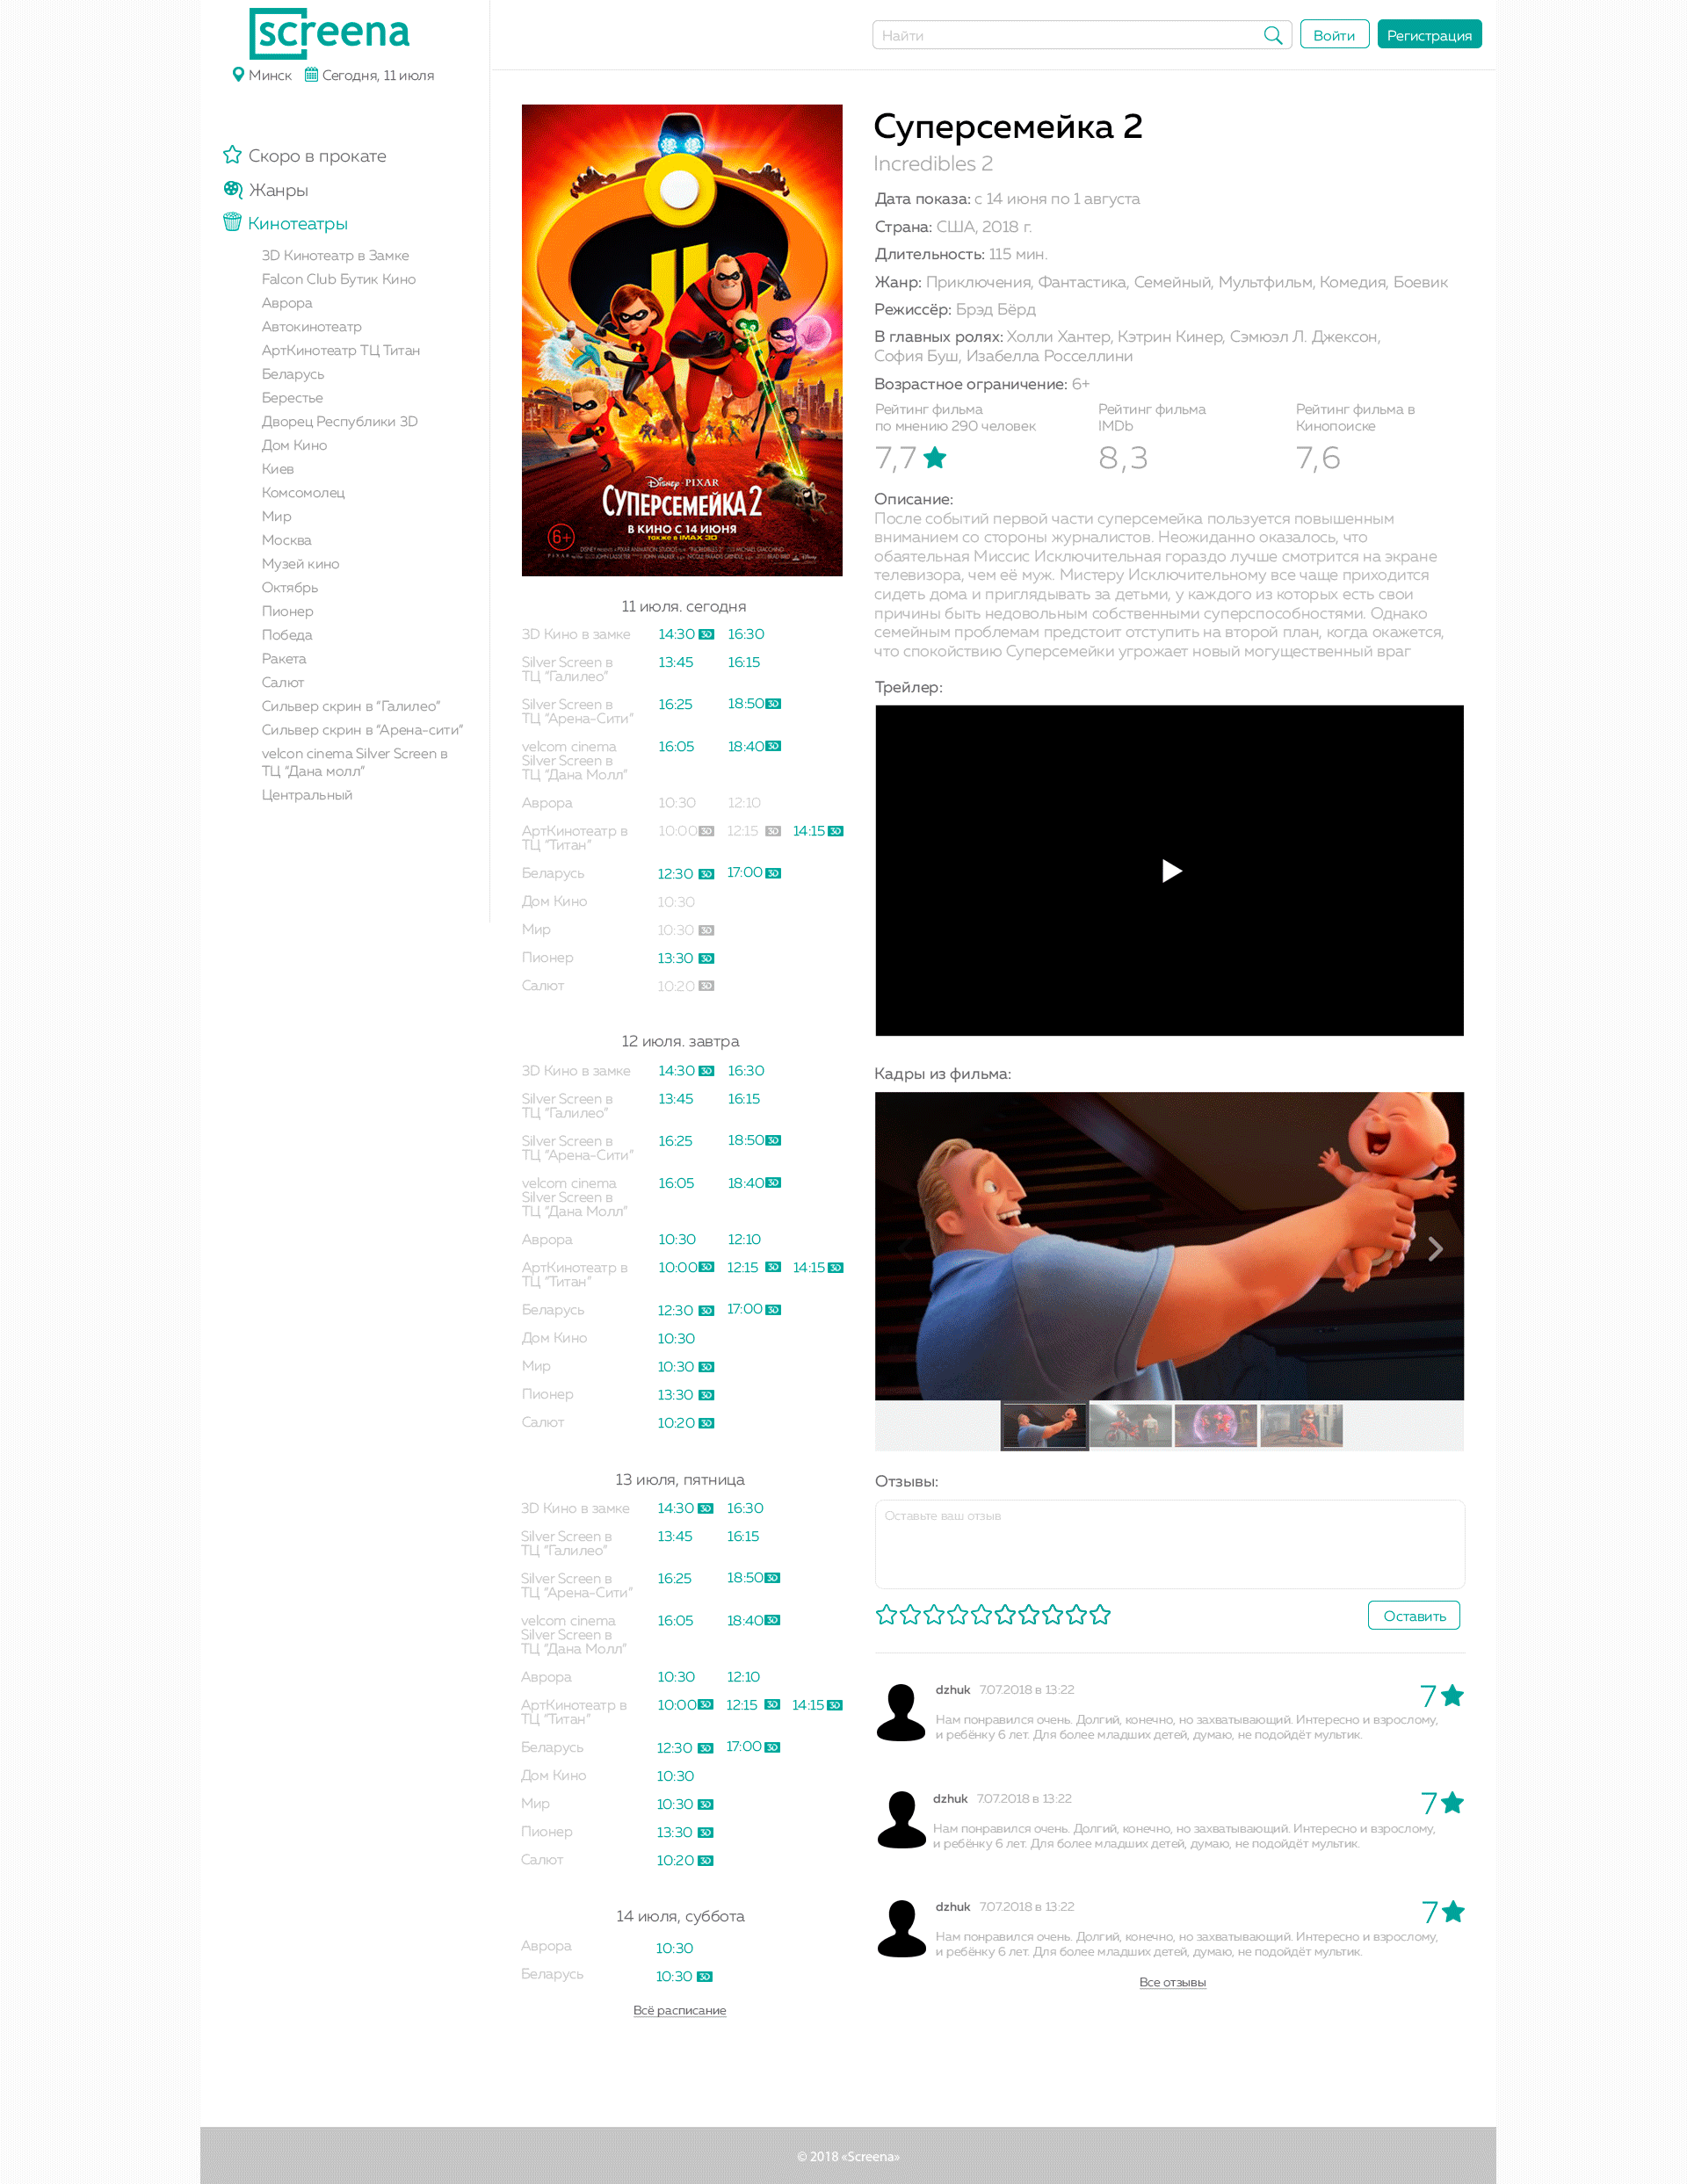 screena
Минск Сегодня, 11 июля
Найти
Войти
Регистрация
Скоро в прокате
Жанры
Кинотеатры
3D Кинотеатр в Замке
Falcon Club Бутик Кино
Аврора
Автокинотеатр
АртКинотеатр ТЦ Титан
Беларусь
Берестье
Дворец Республики 3D
Дом Кино
Киев
Комсомолец
Мир
Москва
Музей кино
Октябрь
Пионер
Победа
Ракета
Салют
Сильвер скрин в “Галилео”
Сильвер скрин в “Арена-сити”
velcon cinema Silver Screen в
ТЦ “Дана молл”
Центральный
Disney · PIXAR
СУПЕРСЕМЕЙКА 2
В КИНО С 14 ИЮНЯ
также в IMAX 3D
6+
11 июля. сегодня
3D Кино в замке 14:30 3D 16:30
Silver Screen в 13:45 16:15
ТЦ “Галилео”
Silver Screen в 16:25 18:50 3D
ТЦ “Арена-Сити”
velcom cinema 16:05 18:40 3D
Silver Screen в
ТЦ “Дана Молл”
Аврора 10:30 12:10
АртКинотеатр в 10:00 3D 12:15 3D 14:15 3D
ТЦ “Титан”
Беларусь 12:30 3D 17:00 3D
Дом Кино 10:30
Мир 10:30 3D
Пионер 13:30 3D
Салют 10:20 3D
12 июля. завтра
3D Кино в замке 14:30 3D 16:30
Silver Screen в 13:45 16:15
ТЦ “Галилео”
Silver Screen в 16:25 18:50 3D
ТЦ “Арена-Сити”
velcom cinema 16:05 18:40 3D
Silver Screen в
ТЦ “Дана Молл”
Аврора 10:30 12:10
АртКинотеатр в 10:00 3D 12:15 3D 14:15 3D
ТЦ “Титан”
Беларусь 12:30 3D 17:00 3D
Дом Кино 10:30
Мир 10:30 3D
Пионер 13:30 3D
Салют 10:20 3D
13 июля, пятница
3D Кино в замке 14:30 3D 16:30
Silver Screen в 13:45 16:15
ТЦ “Галилео”
Silver Screen в 16:25 18:50 3D
ТЦ “Арена-Сити”
velcom cinema 16:05 18:40 3D
Silver Screen в
ТЦ “Дана Молл”
Аврора 10:30 12:10
АртКинотеатр в 10:00 3D 12:15 3D 14:15 3D
ТЦ “Титан”
Беларусь 12:30 3D 17:00 3D
Дом Кино 10:30
Мир 10:30 3D
Пионер 13:30 3D
Салют 10:20 3D
14 июля, суббота
Аврора 10:30
Беларусь 10:30 3D
Всё расписание
Суперсемейка 2
Incredibles 2
Дата показа: с 14 июня по 1 августа
Страна: США, 2018 г.
Длительность: 115 мин.
Жанр: Приключения, Фантастика, Семейный, Мультфильм, Комедия, Боевик
Режиссёр: Брэд Бёрд
В главных ролях: Холли Хантер, Кэтрин Кинер, Сэмюэл Л. Джексон,
София Буш, Изабелла Росселлини
Возрастное ограничение: 6+
Рейтинг фильма
по мнению 290 человек
7,7
Рейтинг фильма
IMDb
8,3
Рейтинг фильма в
Кинопоиске
7,6
Описание:
После событий первой части суперсемейка пользуется повышенным
вниманием со стороны журналистов. Неожиданно оказалось, что
обаятельная Миссис Исключительная гораздо лучше смотрится на экране
телевизора, чем её муж. Мистеру Исключительному все чаще приходится
сидеть дома и приглядывать за детьми, у каждого из которых есть свои
причины быть недовольным собственными суперспособностями. Однако
семейным проблемам предстоит отступить на второй план, когда окажется,
что спокойствию Суперсемейки угрожает новый могущественный враг
Трейлер:
Кадры из фильма:
Отзывы:
Оставьте ваш отзыв
Оставить
dzhuk 7.07.2018 в 13:22 7
Нам понравился очень. Долгий, конечно, но захватывающий. Интересно и взрослому,
и ребёнку 6 лет. Для более младших детей, думаю, не подойдёт мультик.
dzhuk 7.07.2018 в 13:22 7
Нам понравился очень. Долгий, конечно, но захватывающий. Интересно и взрослому,
и ребёнку 6 лет. Для более младших детей, думаю, не подойдёт мультик.
dzhuk 7.07.2018 в 13:22 7
Нам понравился очень. Долгий, конечно, но захватывающий. Интересно и взрослому,
и ребёнку 6 лет. Для более младших детей, думаю, не подойдёт мультик.
Все отзывы
© 2018 «Screena»